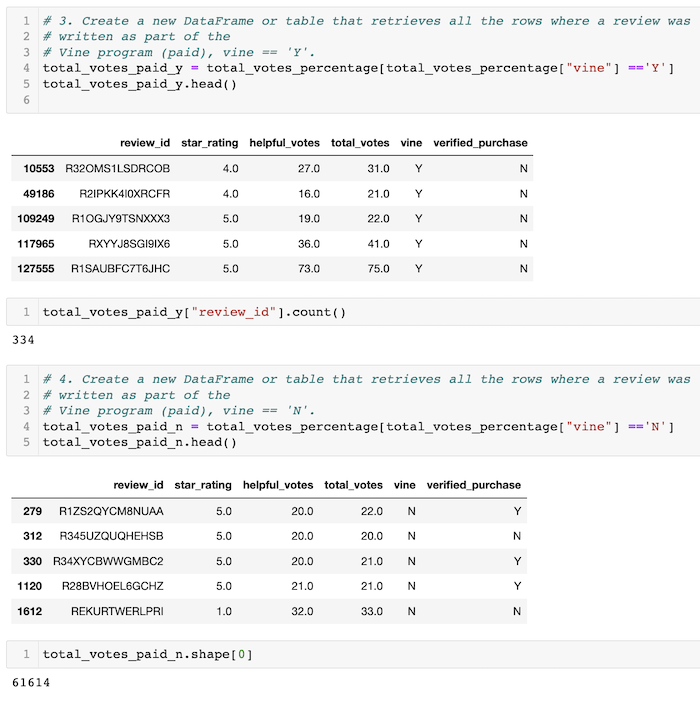 1 # 3. Create a new DataFrame or table that retrieves all the rows where a review was
2 # written as part of the
3 # Vine program (paid), vine == 'Y'.
4 total_votes_paid_y = total_votes_percentage[total_votes_percentage["vine"] =='Y']
5 total_votes_paid_y.head()
6
review_id star_rating helpful_votes total_votes vine verified_purchase
10553 R32OMS1LSDRCOB 4.0 27.0 31.0 Y N
49186 R2IPKK4I0XRCFR 4.0 16.0 21.0 Y N
109249 R1OGJY9TSNXXX3 5.0 19.0 22.0 Y N
117965 RXYYJ8SGI9IX6 5.0 36.0 41.0 Y N
127555 R1SAUBFC7T6JHC 5.0 73.0 75.0 Y N
1 total_votes_paid_y["review_id"].count()
334
1 # 4. Create a new DataFrame or table that retrieves all the rows where a review was
2 # written as part of the
3 # Vine program (paid), vine == 'N'.
4 total_votes_paid_n = total_votes_percentage[total_votes_percentage["vine"] =='N']
5 total_votes_paid_n.head()
review_id star_rating helpful_votes total_votes vine verified_purchase
279 R1ZS2QYCM8NUAA 5.0 20.0 22.0 N Y
312 R345UZQUQHEHSB 5.0 20.0 20.0 N N
330 R34XYCBWWGMBC2 5.0 20.0 21.0 N Y
1120 R28BVHOEL6GCHZ 5.0 21.0 21.0 N Y
1612 REKURTWERLPRI 1.0 32.0 33.0 N N
1 total_votes_paid_n.shape[0]
61614